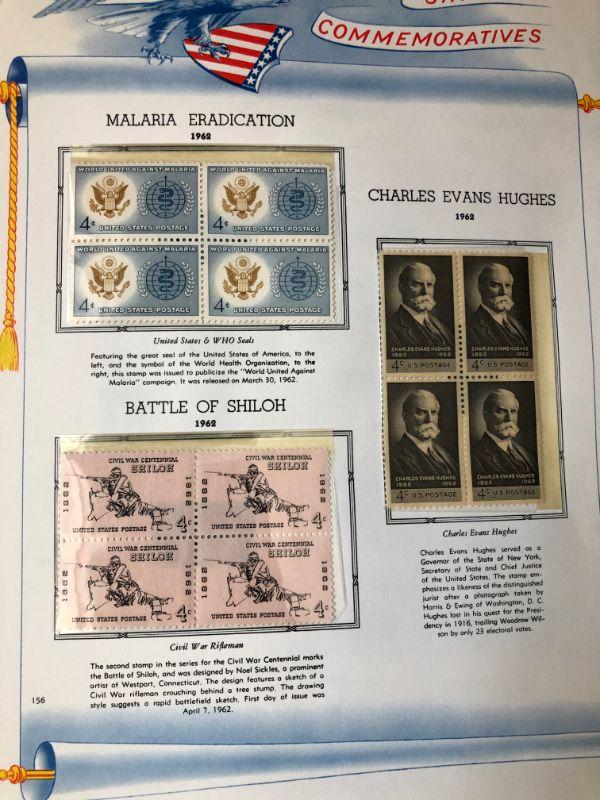 COMMEMORATIVES
MALARIA ERADICATION
1962
WORLD UNITED AGAINST MALARIA
4¢
UNITED STATES POSTAGE
WORLD UNITED AGAINST MALARIA
4¢
UNITED STATES POSTAGE
WORLD UNITED AGAINST MALARIA
4¢
UNITED STATES POSTAGE
WORLD UNITED AGAINST MALARIA
4¢
UNITED STATES POSTAGE
United States & WHO Seals
Featuring the great seal of the United States of America, to the
left, and the symbol of the World Health Organization, to the
right, this stamp was issued to publicize the "World United Against
Malaria" campaign. It was released on March 30, 1962.
CHARLES EVANS HUGHES
1962
CHARLES EVANS HUGHES
1862 1962
4¢ U.S. POSTAGE
CHARLES EVANS HUGHES
1862 1962
4¢ U.S. POSTAGE
CHARLES EVANS HUGHES
1862 1962
4¢ U.S. POSTAGE
CHARLES EVANS HUGHES
1862 1962
4¢ U.S. POSTAGE
Charles Evans Hughes
Charles Evans Hughes served as
Governor of the State of New York,
Secretary of State and Chief Justice
of the United States. The stamp em-
phasizes a likeness of the distinguished
jurist after a photograph taken by
Harris & Ewing of Washington, D. C.
Hughes lost in his quest for the Presi-
dency in 1916, trailing Woodrow Wil-
son by only 23 electoral votes.
BATTLE OF SHILOH
1962
CIVIL WAR CENTENNIAL
SHILOH
1862
1962
UNITED STATES POSTAGE 4c
CIVIL WAR CENTENNIAL
SHILOH
1862
1962
UNITED STATES POSTAGE 4c
CIVIL WAR CENTENNIAL
SHILOH
1862
1962
UNITED STATES POSTAGE 4c
CIVIL WAR CENTENNIAL
SHILOH
1862
1962
UNITED STATES POSTAGE 4c
Civil War Rifleman
The second stamp in the series for the Civil War Centennial marks
the Battle of Shiloh, and was designed by Noel Sickles, a prominent
artist of Westport, Connecticut. The design features a sketch of a
Civil War rifleman crouching behind a tree stump. The drawing
style suggests a rapid battlefield sketch. First day of issue was
April 7, 1962.
156